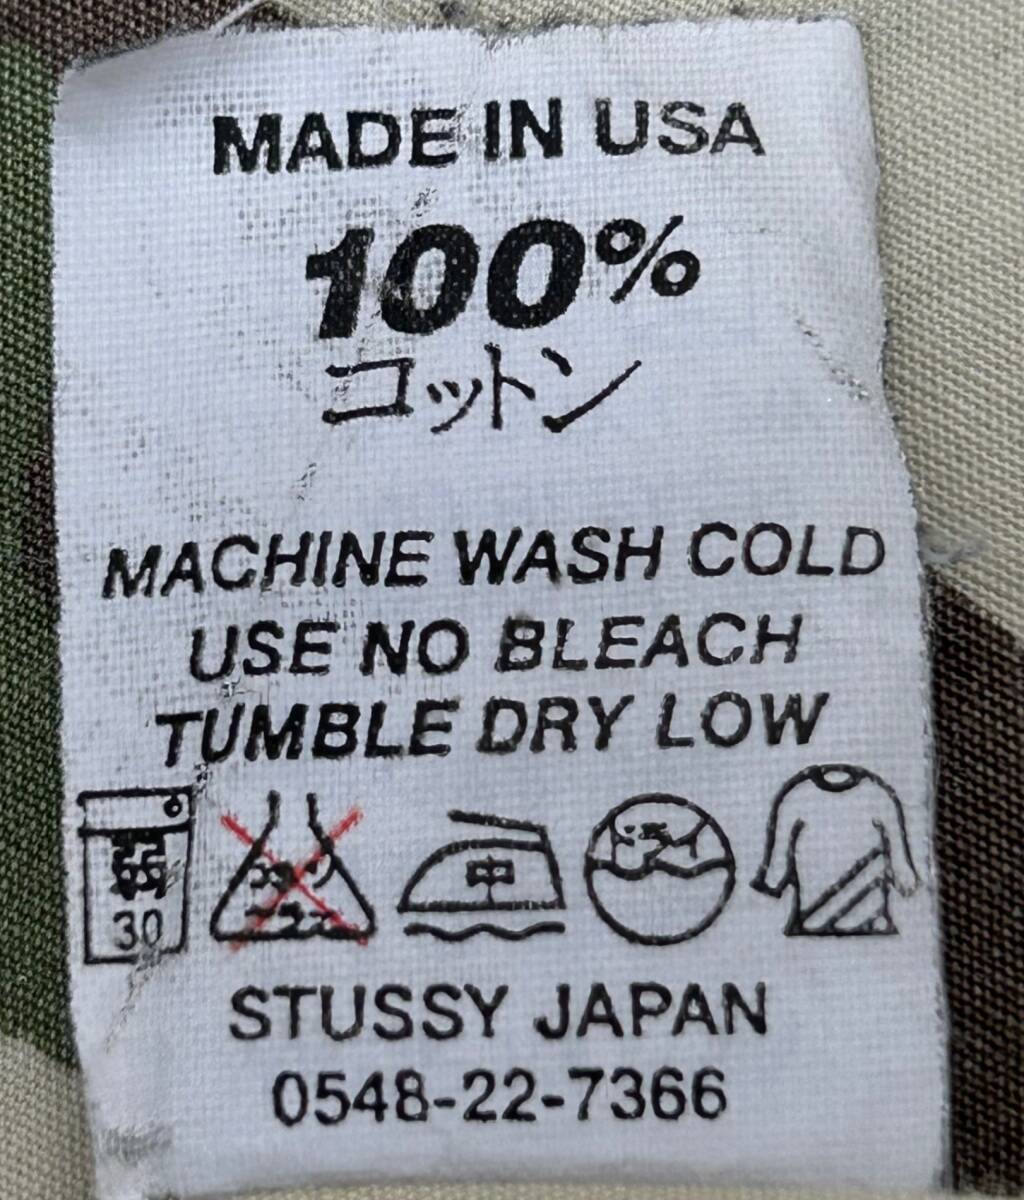 MADE IN USA
100%
コットン
MACHINE WASH COLD
USE NO BLEACH
TUMBLE DRY LOW
30
中
STUSSY JAPAN
0548-22-7366